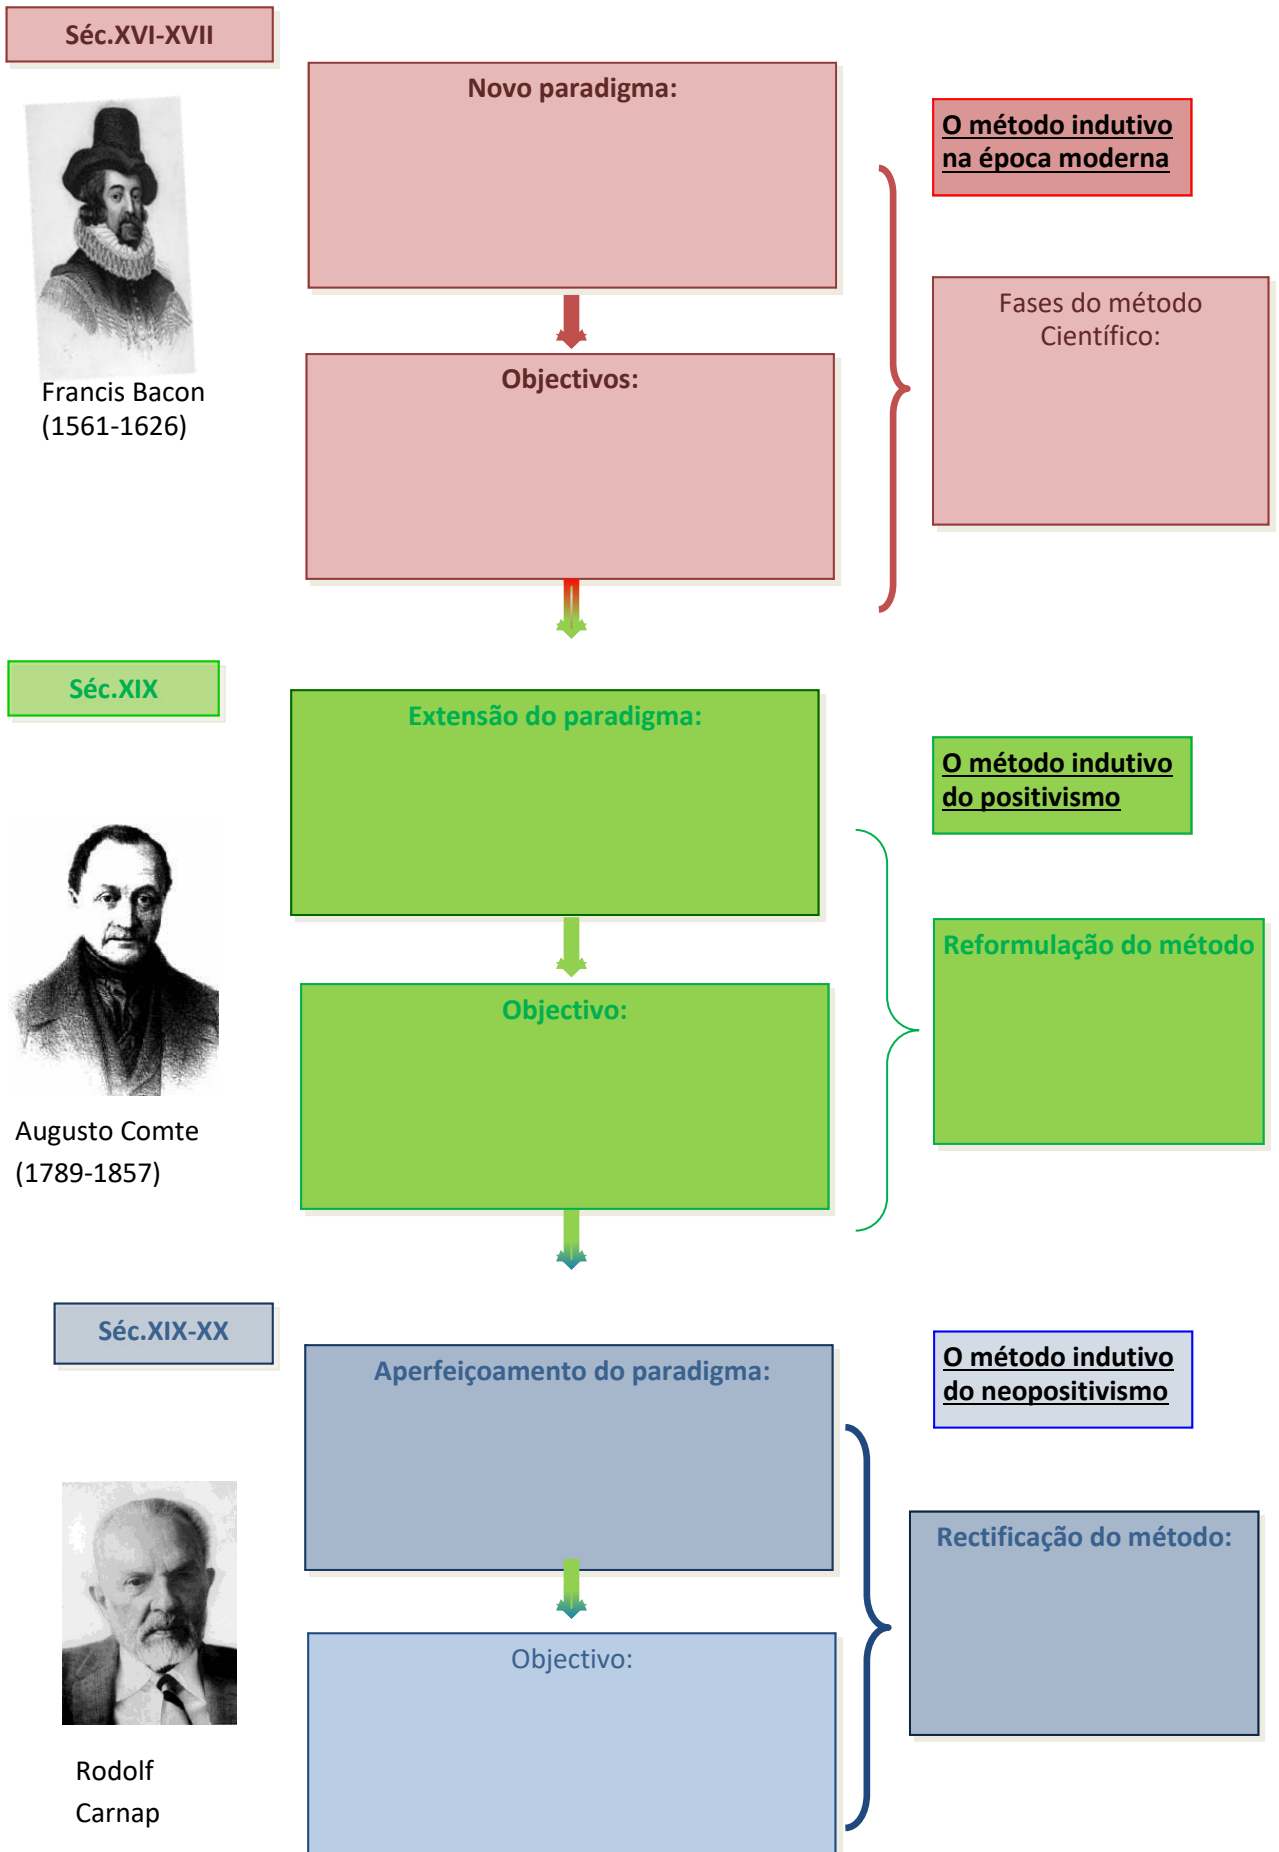 Séc.XVI-XVII
Novo paradigma:
O método indutivo
na época moderna
Fases do método
Científico:
Objectivos:
Francis Bacon
(1561-1626)
Séc.XIX
Extensão do paradigma:
O método indutivo
do positivismo
Reformulação do método
Objectivo:
Augusto Comte
(1789-1857)
Séc.XIX-XX
Aperfeiçoamento do paradigma:
O método indutivo
do neopositivismo
Rectificação do método:
Objectivo:
Rodolf
Carnap